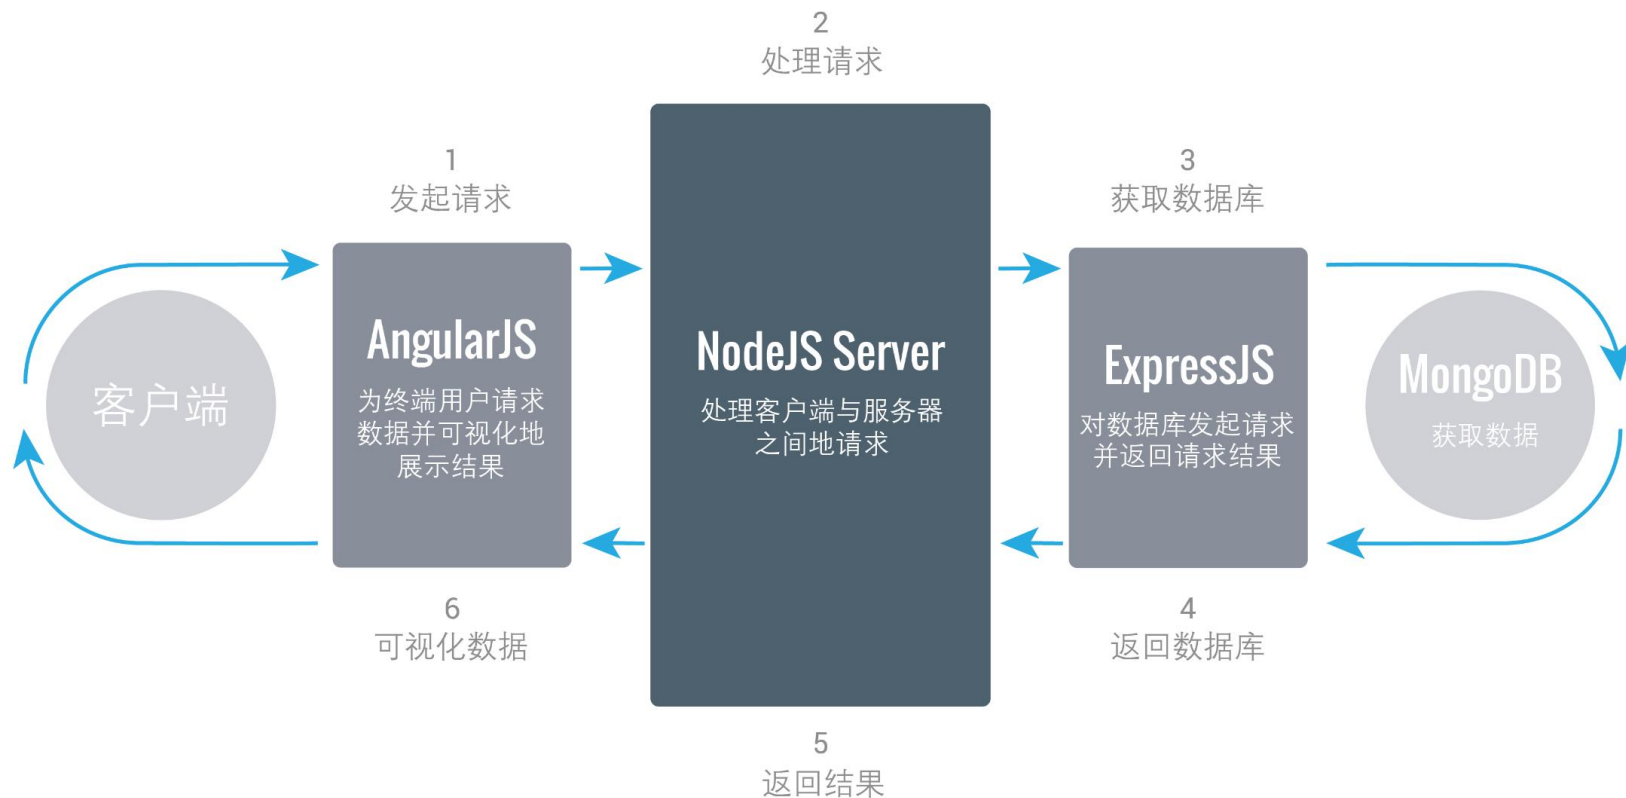 2
处理请求
1
发起请求
3
获取数据库
客户端
AngularJS
为终端用户请求
数据并可视化地
展示结果
NodeJS Server
处理客户端与服务器
之间地请求
ExpressJS
对数据库发起请求
并返回请求结果
MongoDB
获取数据
6
可视化数据
4
返回数据库
5
返回结果